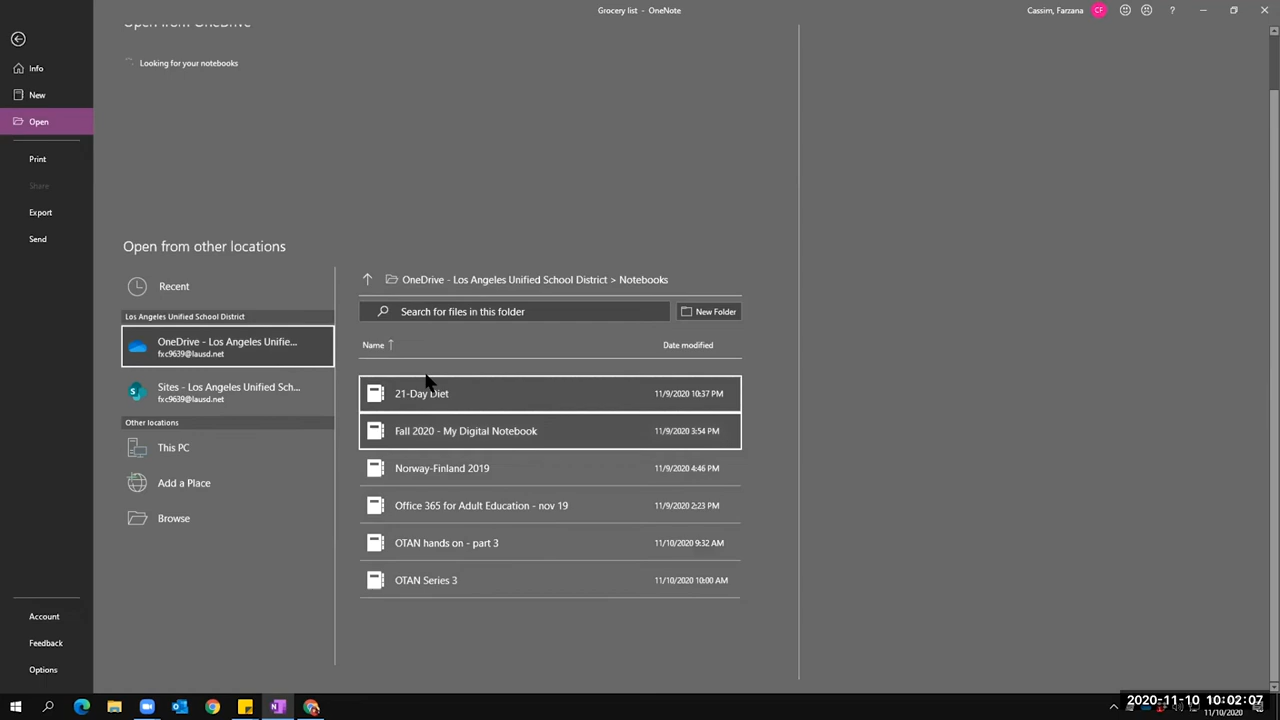 Grocery list - OneNote
Cassim, Farzana
CF
?
Open from OneDrive
Looking for your notebooks
Info
New
Open
Print
Share
Export
Send
Open from other locations
Recent
Los Angeles Unified School District
OneDrive - Los Angeles Unifie...
fxc9639@lausd.net
Sites - Los Angeles Unified Sch...
fxc9639@lausd.net
Other locations
This PC
Add a Place
Browse
OneDrive - Los Angeles Unified School District > Notebooks
Search for files in this folder
New Folder
Name
Date modified
21-Day Diet
11/9/2020 10:37 PM
Fall 2020 - My Digital Notebook
11/9/2020 3:54 PM
Norway-Finland 2019
11/9/2020 4:46 PM
Office 365 for Adult Education - nov 19
11/9/2020 2:23 PM
OTAN hands on - part 3
11/10/2020 9:32 AM
OTAN Series 3
11/10/2020 10:00 AM
Account
Feedback
Options
2020-11-10 10:02:07
11/10/2020